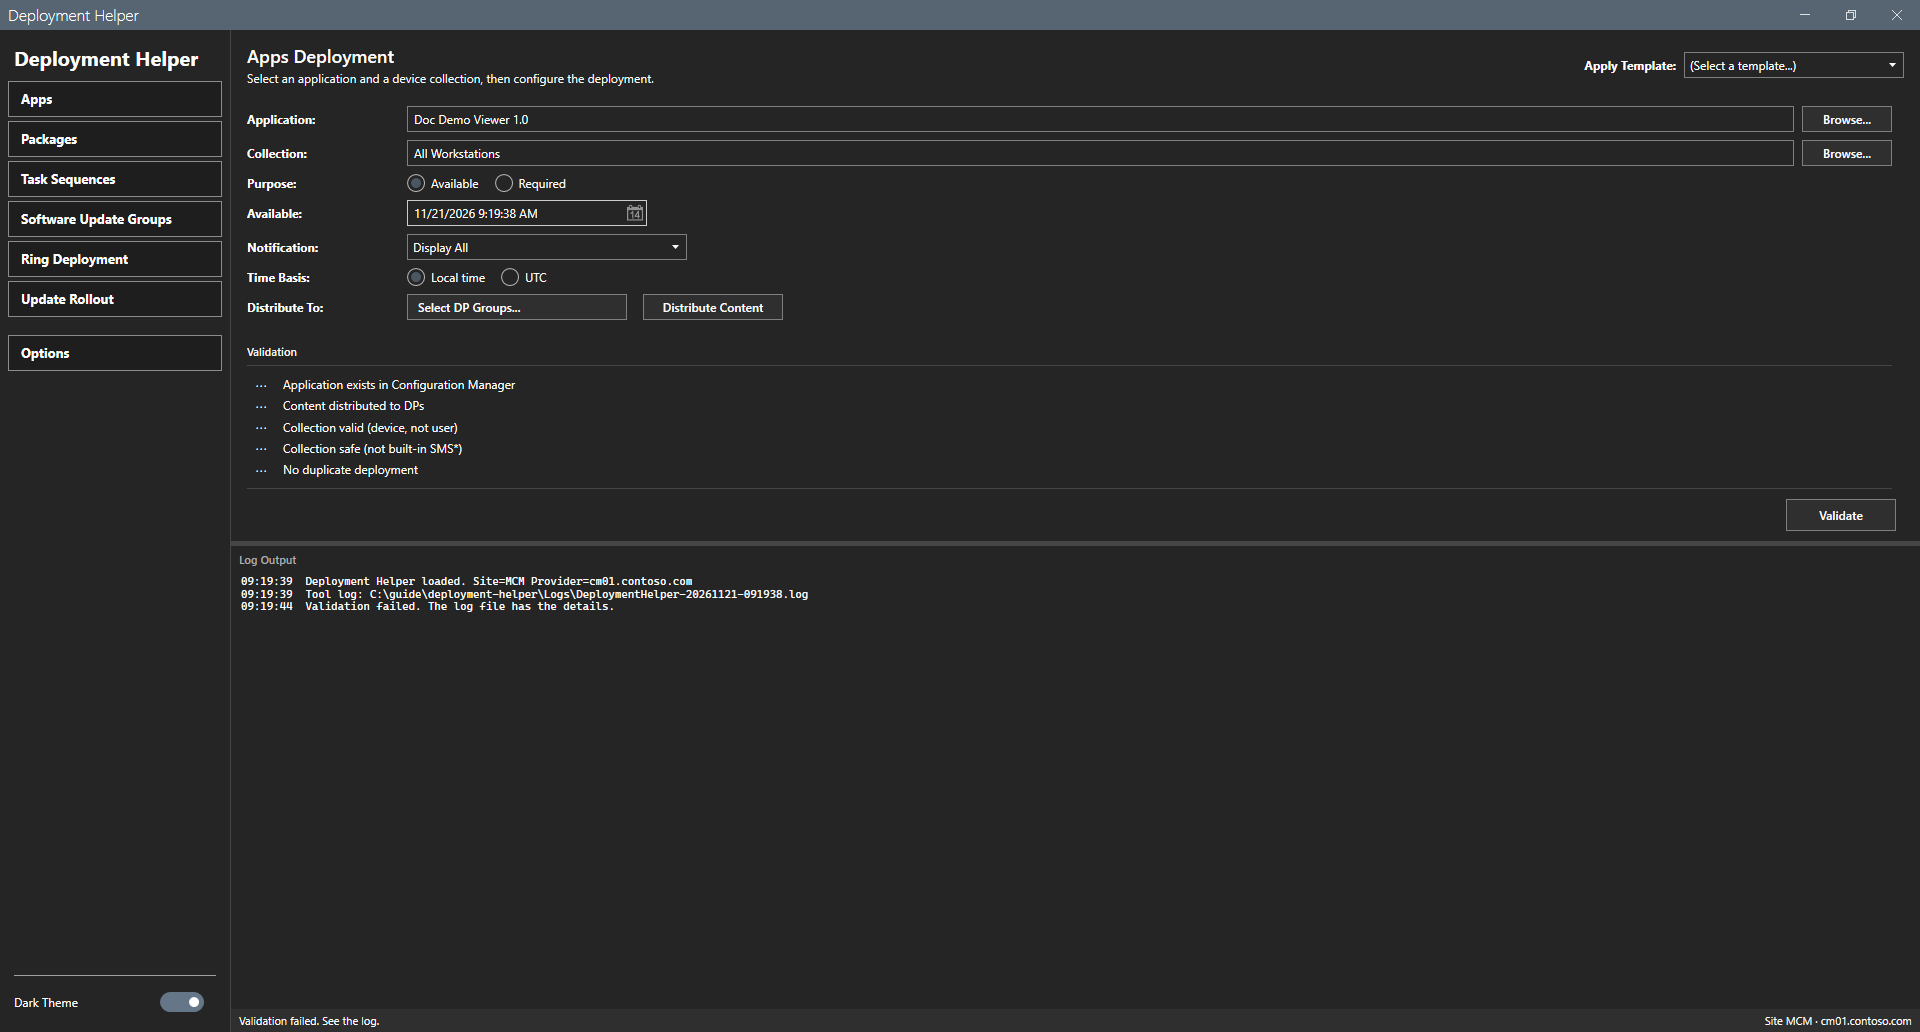 Deployment Helper
Deployment Helper
Apps
Packages
Task Sequences
Software Update Groups
Ring Deployment
Update Rollout
Options
Dark Theme
Apps Deployment
Select an application and a device collection, then configure the deployment.
Apply Template: (Select a template...)
Application: Doc Demo Viewer 1.0 Browse...
Collection: All Workstations Browse...
Purpose: Available Required
Available: 11/21/2026 9:19:38 AM 14
Notification: Display All
Time Basis: Local time UTC
Distribute To: Select DP Groups... Distribute Content
Validation
... Application exists in Configuration Manager
... Content distributed to DPs
... Collection valid (device, not user)
... Collection safe (not built-in SMS*)
... No duplicate deployment
Validate
Log Output
09:19:39 Deployment Helper loaded. Site=MCM Provider=cm01.contoso.com
09:19:39 Tool log: C:\guide\deployment-helper\Logs\DeploymentHelper-20261121-091938.log
09:19:44 Validation failed. The log file has the details.
Validation failed. See the log.
Site MCM · cm01.contoso.com